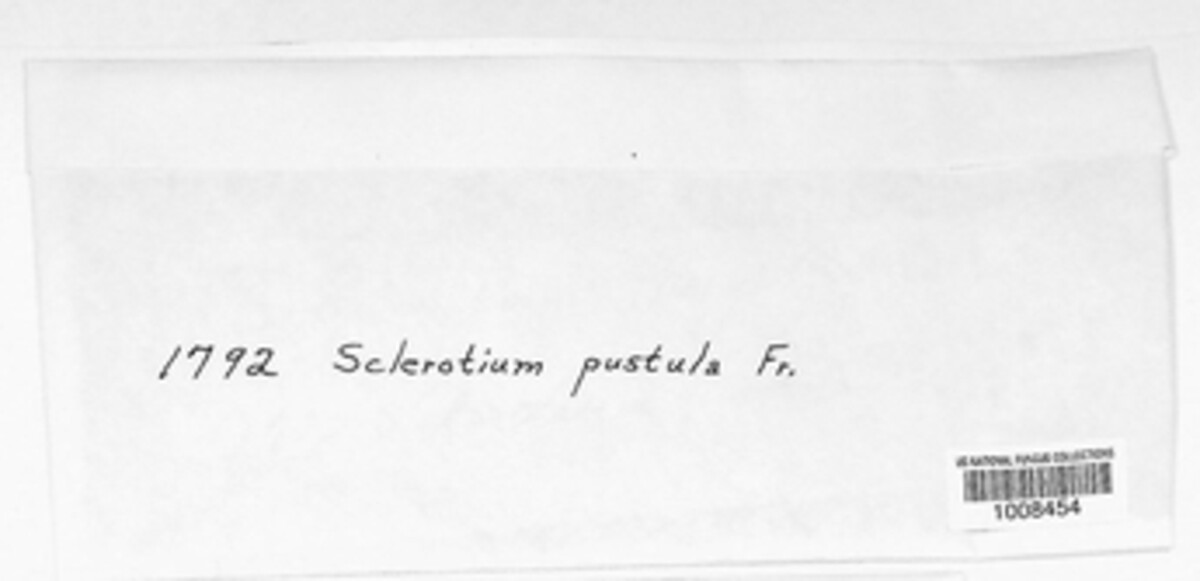 1792 Sclerotium pustula Fr.
US NATIONAL FUNGUS COLLECTIONS
1008454